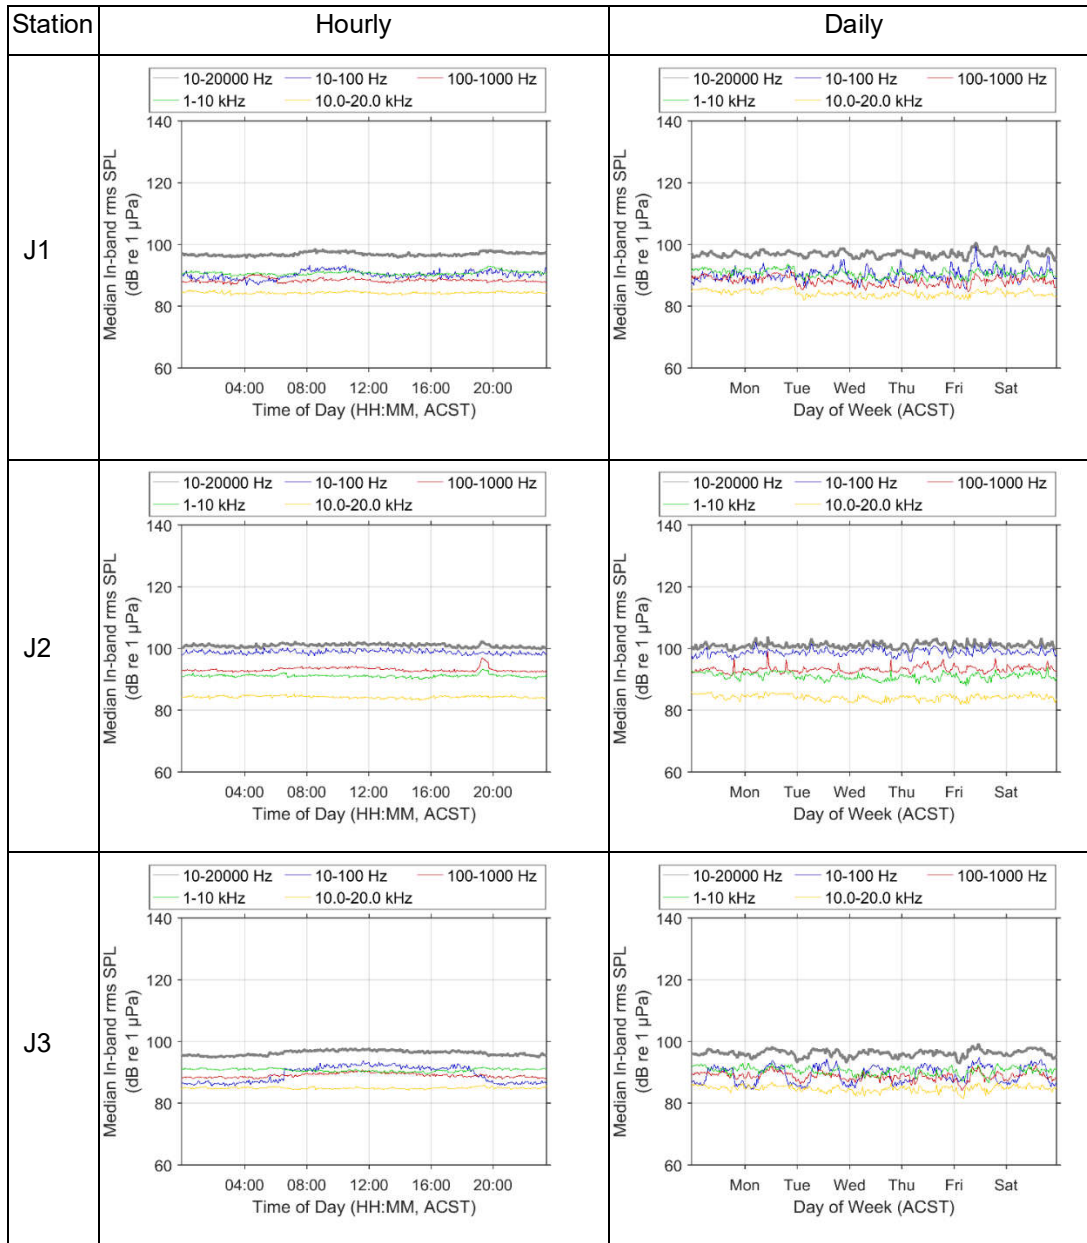 Station Hourly Daily
J1
10-20000 Hz 10-100 Hz 100-1000 Hz
1-10 kHz 10.0-20.0 kHz
Median In-band rms SPL
(dB re 1 µPa)
140
120
100
80
60
04:00 08:00 12:00 16:00 20:00
Time of Day (HH:MM, ACST)
10-20000 Hz 10-100 Hz 100-1000 Hz
1-10 kHz 10.0-20.0 kHz
Median In-band rms SPL
(dB re 1 µPa)
140
120
100
80
60
Mon Tue Wed Thu Fri Sat
Day of Week (ACST)
J2
10-20000 Hz 10-100 Hz 100-1000 Hz
1-10 kHz 10.0-20.0 kHz
Median In-band rms SPL
(dB re 1 µPa)
140
120
100
80
60
04:00 08:00 12:00 16:00 20:00
Time of Day (HH:MM, ACST)
10-20000 Hz 10-100 Hz 100-1000 Hz
1-10 kHz 10.0-20.0 kHz
Median In-band rms SPL
(dB re 1 µPa)
140
120
100
80
60
Mon Tue Wed Thu Fri Sat
Day of Week (ACST)
J3
10-20000 Hz 10-100 Hz 100-1000 Hz
1-10 kHz 10.0-20.0 kHz
Median In-band rms SPL
(dB re 1 µPa)
140
120
100
80
60
04:00 08:00 12:00 16:00 20:00
Time of Day (HH:MM, ACST)
10-20000 Hz 10-100 Hz 100-1000 Hz
1-10 kHz 10.0-20.0 kHz
Median In-band rms SPL
(dB re 1 µPa)
140
120
100
80
60
Mon Tue Wed Thu Fri Sat
Day of Week (ACST)